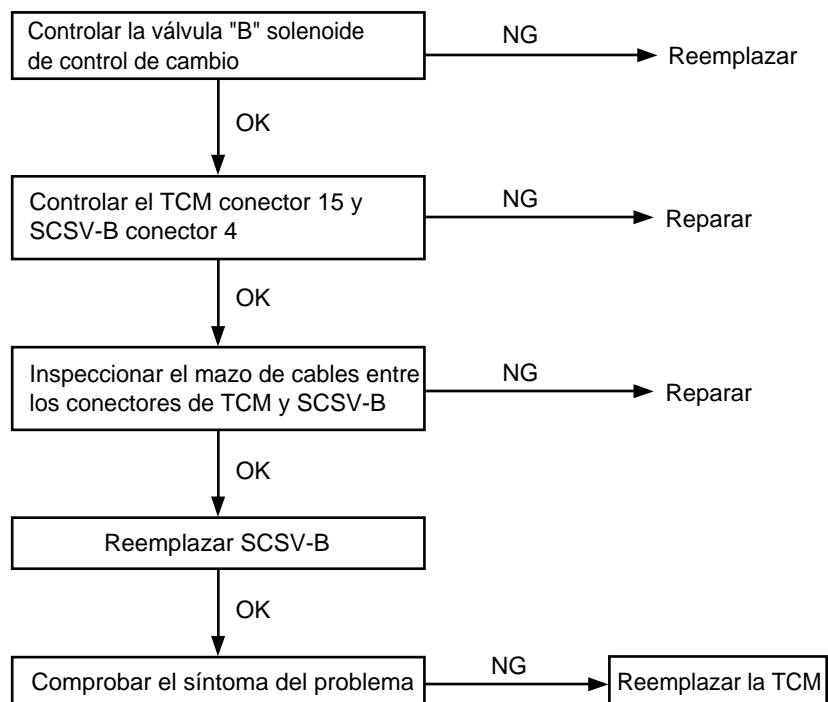 Controlar la válvula "B" solenoide
de control de cambio
NG
Reemplazar
OK
Controlar el TCM conector 15 y
SCSV-B conector 4
NG
Reparar
OK
Inspeccionar el mazo de cables entre
los conectores de TCM y SCSV-B
NG
Reparar
OK
Reemplazar SCSV-B
OK
Comprobar el síntoma del problema
NG
Reemplazar la TCM